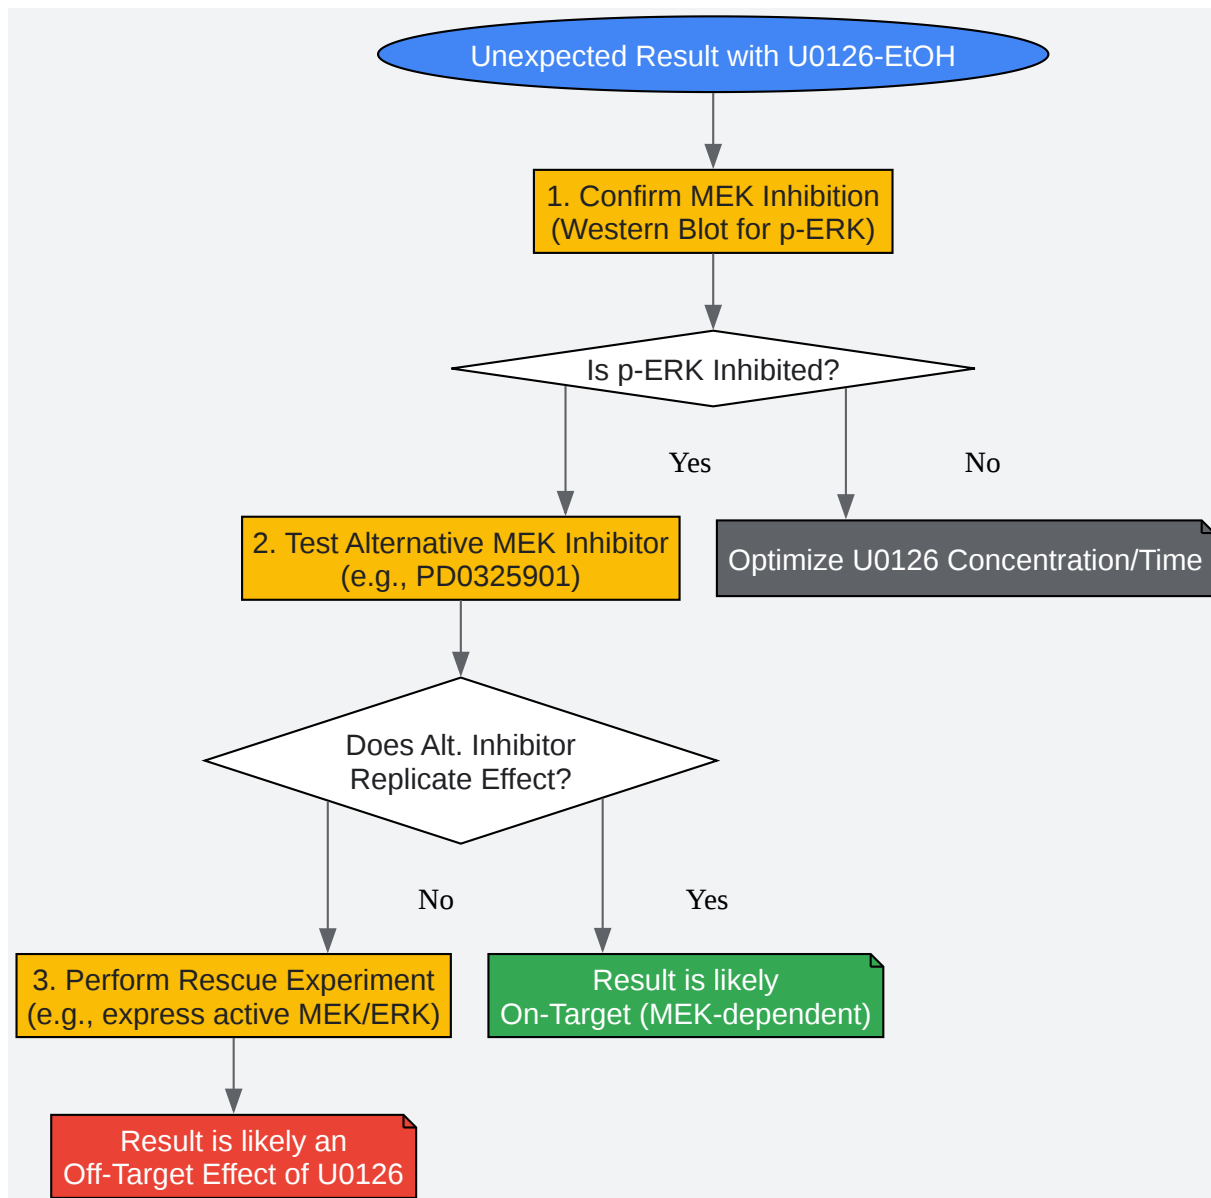 Unexpected Result with U0126-EtOH
1. Confirm MEK Inhibition
(Western Blot for p-ERK)
Is p-ERK Inhibited?
Yes
No
2. Test Alternative MEK Inhibitor
(e.g., PD0325901)
Optimize U0126 Concentration/Time
Does Alt. Inhibitor
Replicate Effect?
No
Yes
3. Perform Rescue Experiment
(e.g., express active MEK/ERK)
Result is likely
On-Target (MEK-dependent)
Result is likely an
Off-Target Effect of U0126